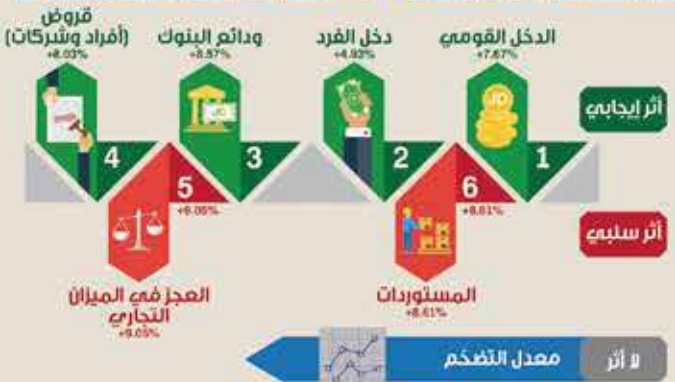 الدخل القومي
+7.67%
دخل الفرد
+4.93%
ودائع البنوك
+8.57%
قروض
(أفراد وشركات)
+8.03%
أثر إيجابي
1
2
3
4
5
+9.05%
6
+8.61%
أثر سلبي
المستوردات
+8.61%
العجز في الميزان
التجاري
+9.05%
لا أثر
معدل التضخم